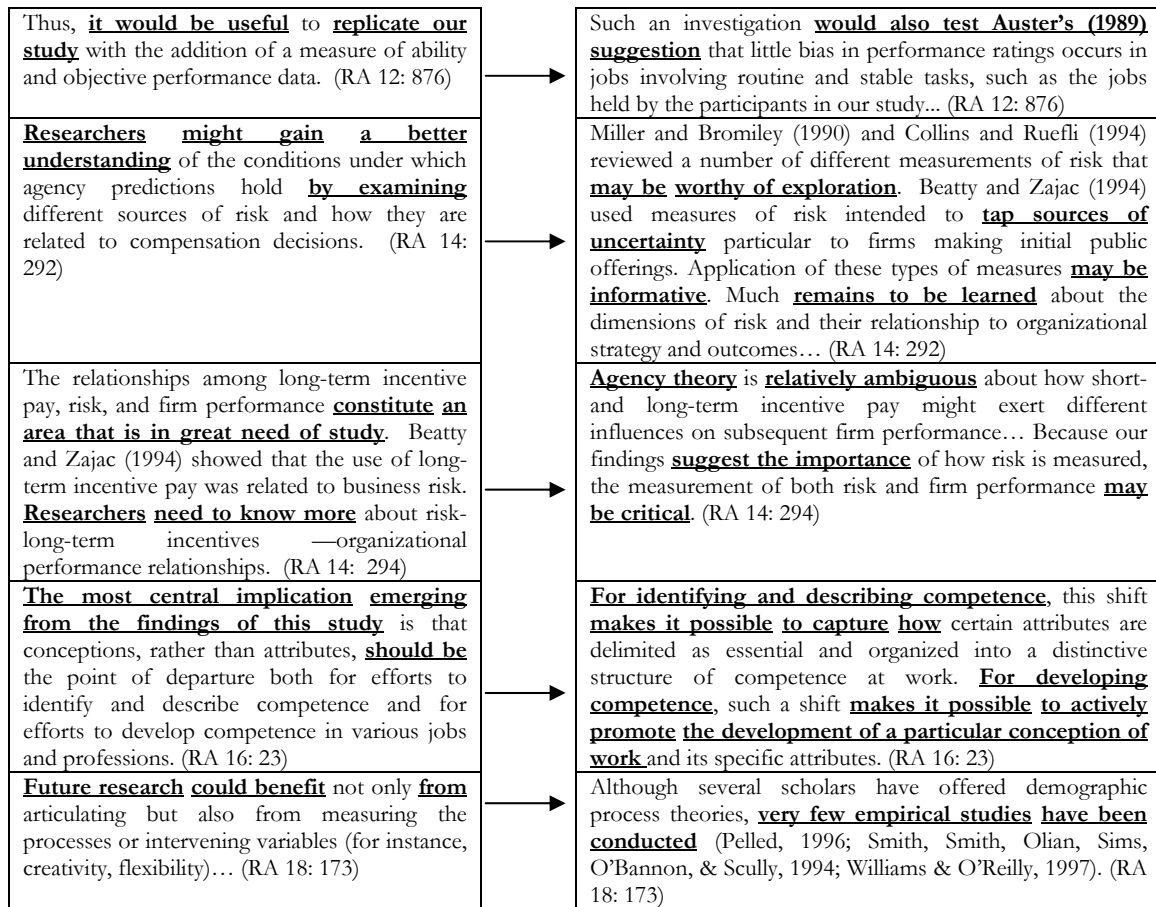 Thus, it would be useful to replicate our
study with the addition of a measure of ability
and objective performance data. (RA 12: 876)
Such an investigation would also test Auster's (1989)
suggestion that little bias in performance ratings occurs in
jobs involving routine and stable tasks, such as the jobs
held by the participants in our study... (RA 12: 876)
Researchers might gain a better
understanding of the conditions under which
agency predictions hold by examining
different sources of risk and how they are
related to compensation decisions. (RA 14:
292)
Miller and Bromiley (1990) and Collins and Ruefli (1994)
reviewed a number of different measurements of risk that
may be worthy of exploration. Beatty and Zajac (1994)
used measures of risk intended to tap sources of
uncertainty particular to firms making initial public
offerings. Application of these types of measures may be
informative. Much remains to be learned about the
dimensions of risk and their relationship to organizational
strategy and outcomes… (RA 14: 292)
The relationships among long-term incentive
pay, risk, and firm performance constitute an
area that is in great need of study. Beatty
and Zajac (1994) showed that the use of long-
term incentive pay was related to business risk.
Researchers need to know more about risk-
long-term incentives —organizational
performance relationships. (RA 14: 294)
Agency theory is relatively ambiguous about how short-
and long-term incentive pay might exert different
influences on subsequent firm performance… Because our
findings suggest the importance of how risk is measured,
the measurement of both risk and firm performance may
be critical. (RA 14: 294)
The most central implication emerging
from the findings of this study is that
conceptions, rather than attributes, should be
the point of departure both for efforts to
identify and describe competence and for
efforts to develop competence in various jobs
and professions. (RA 16: 23)
For identifying and describing competence, this shift
makes it possible to capture how certain attributes are
delimited as essential and organized into a distinctive
structure of competence at work. For developing
competence, such a shift makes it possible to actively
promote the development of a particular conception of
work and its specific attributes. (RA 16: 23)
Future research could benefit not only from
articulating but also from measuring the
processes or intervening variables (for instance,
creativity, flexibility)… (RA 18: 173)
Although several scholars have offered demographic
process theories, very few empirical studies have been
conducted (Pelled, 1996; Smith, Smith, Olian, Sims,
O'Bannon, & Scully, 1994; Williams & O'Reilly, 1997). (RA
18: 173)